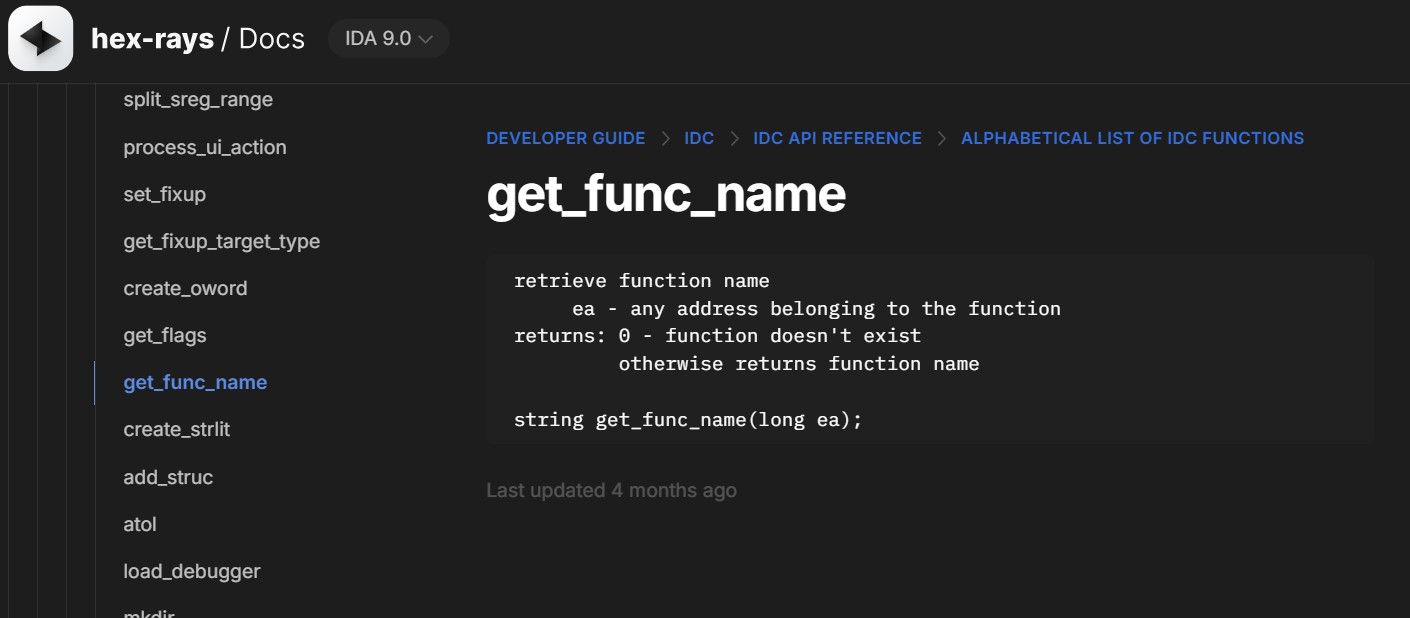 hex-rays / Docs
IDA 9.0
split_sreg_range
process_ui_action
set_fixup
get_fixup_target_type
create_oword
get_flags
get_func_name
create_strlit
add_struc
atol
load_debugger
mkdir
DEVELOPER GUIDE > IDC > IDC API REFERENCE > ALPHABETICAL LIST OF IDC FUNCTIONS
get_func_name
retrieve function name
     ea - any address belonging to the function
returns: 0 - function doesn't exist
         otherwise returns function name
string get_func_name(long ea);
Last updated 4 months ago